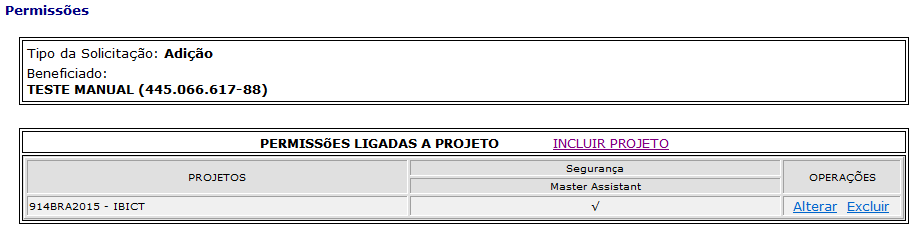 Permissões
Tipo da Solicitação: Adição
Beneficiado:
TESTE MANUAL (445.066.617-88)
PERMISSõES LIGADAS A PROJETO INCLUIR PROJETO
PROJETOS Segurança OPERAÇÕES
Master Assistant
914BRA2015 - IBICT √ Alterar Excluir